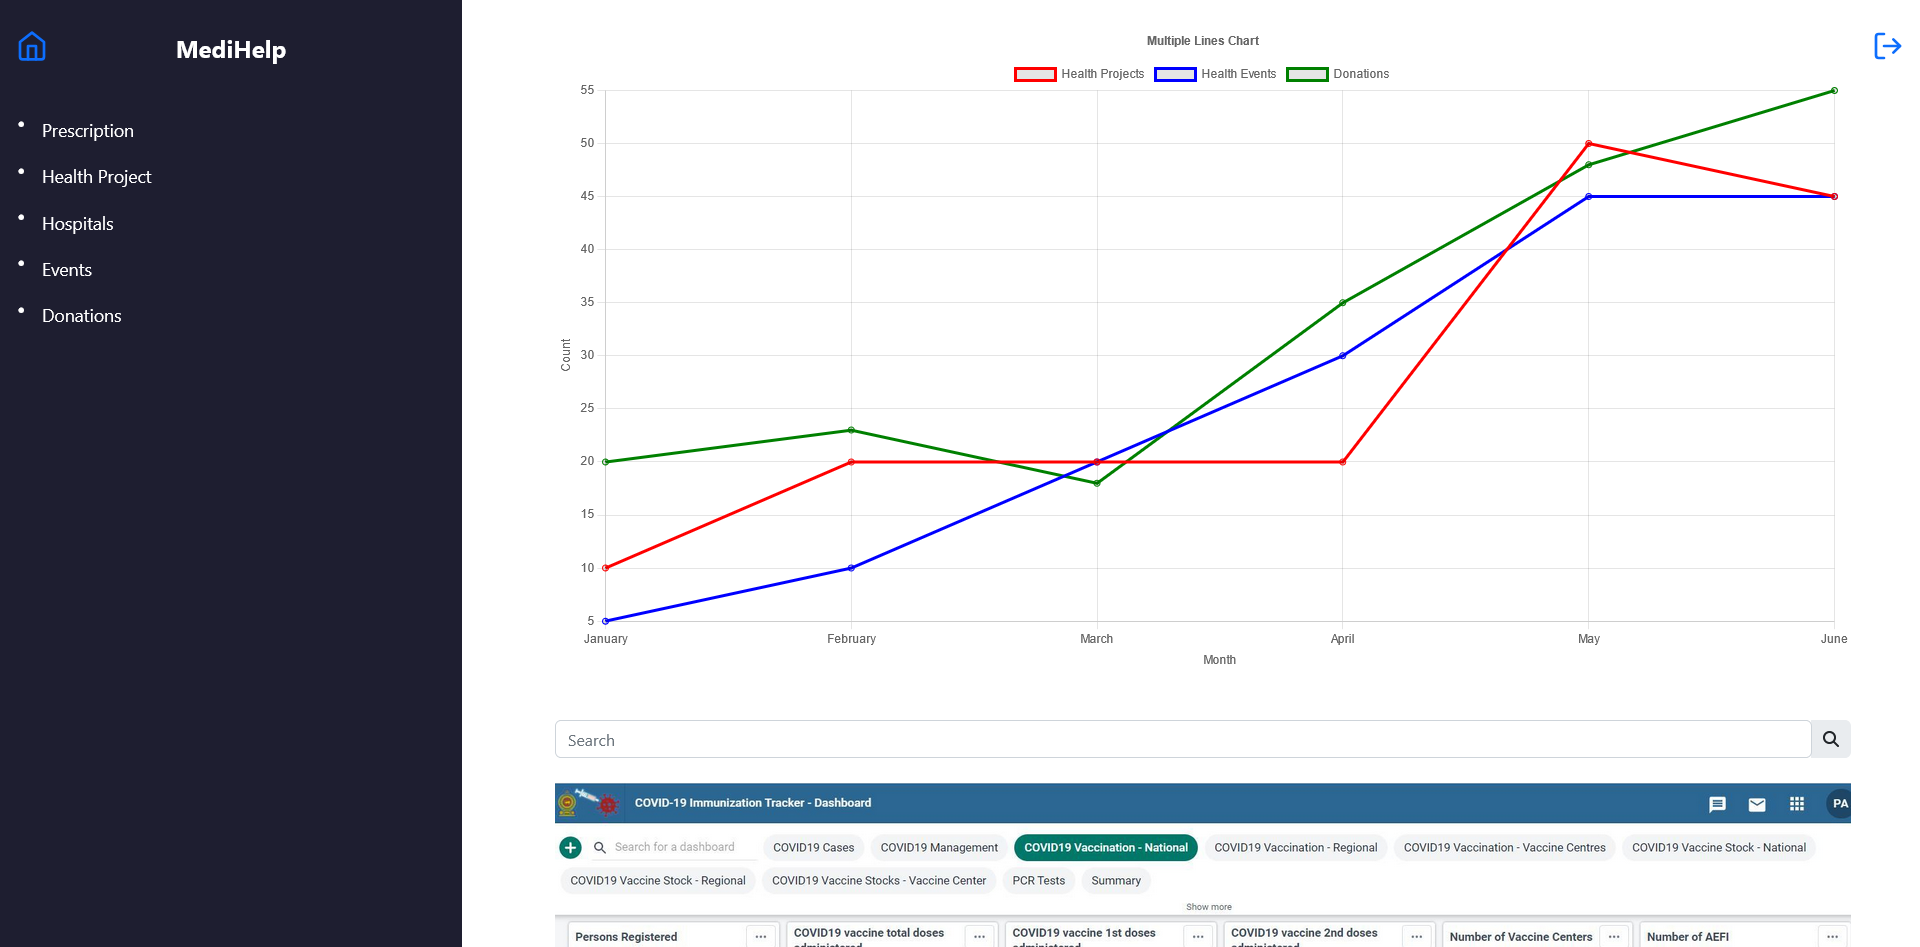 MediHelp
Prescription
Health Project
Hospitals
Events
Donations
Multiple Lines Chart
Health Projects Health Events Donations
55
50
45
40
35
30
25
20
15
10
5
Count
January February March April May June
Month
Search
COVID-19 Immunization Tracker - Dashboard
PA
Search for a dashboard COVID19 Cases COVID19 Management COVID19 Vaccination - National COVID19 Vaccination - Regional COVID19 Vaccination - Vaccine Centres COVID19 Vaccine Stock - National
COVID19 Vaccine Stock - Regional COVID19 Vaccine Stocks - Vaccine Center PCR Tests Summary
Show more
Persons Registered
COVID19 vaccine total doses
administered
COVID19 vaccine 1st doses
administered
COVID19 vaccine 2nd doses
administered
Number of Vaccine Centers
Number of AEFI